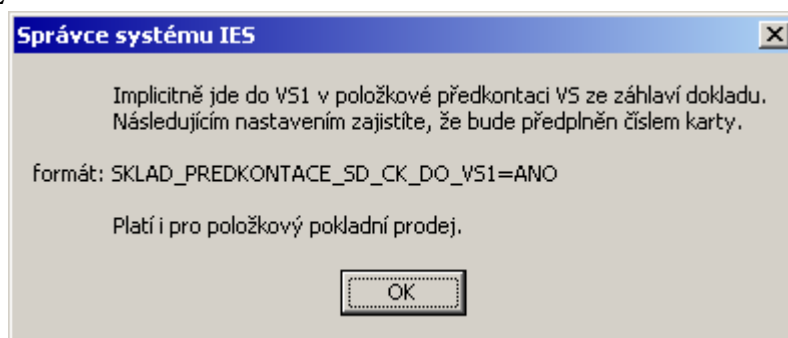 Správce systému IES
Implicitně jde do VS1 v položkové předkontaci VS ze záhlaví dokladu.
Následujícím nastavením zajistíte, že bude předplněn číslem karty.
formát: SKLAD_PREDKONTACE_SD_CK_DO_VS1=ANO
Platí i pro položkový pokladní prodej.
OK